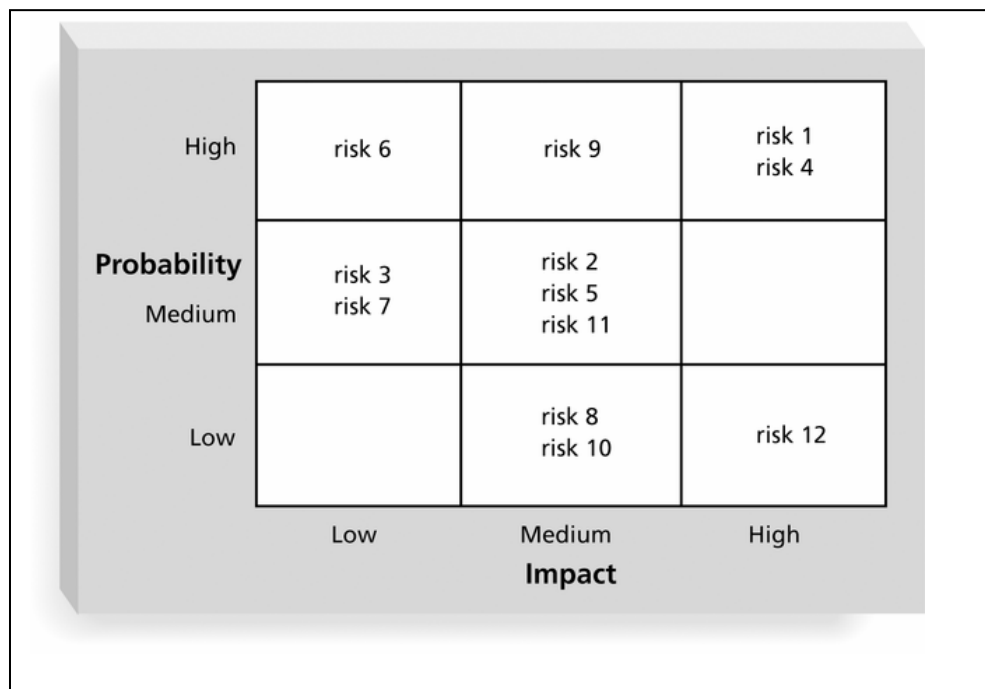 High
risk 6
risk 9
risk 1
risk 4
Probability
Medium
risk 3
risk 7
risk 2
risk 5
risk 11
Low
risk 8
risk 10
risk 12
Low
Medium
High
Impact